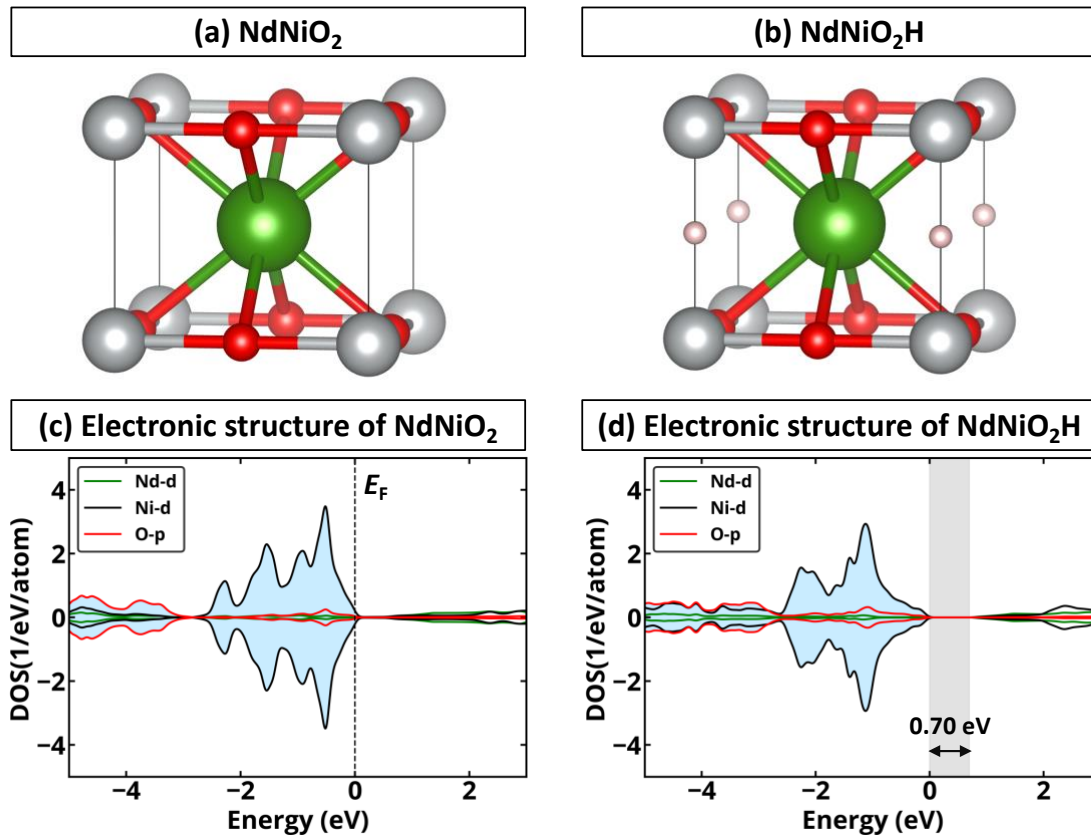 (a) NdNiO₂
(b) NdNiO₂H
(c) Electronic structure of NdNiO₂
(d) Electronic structure of NdNiO₂H
DOS(1/eV/atom)
4
2
0
−2
−4
Nd-d
Ni-d
O-p
E_F
−4
−2
0
2
Energy (eV)
DOS(1/eV/atom)
4
2
0
−2
−4
Nd-d
Ni-d
O-p
0.70 eV
−4
−2
0
2
Energy (eV)